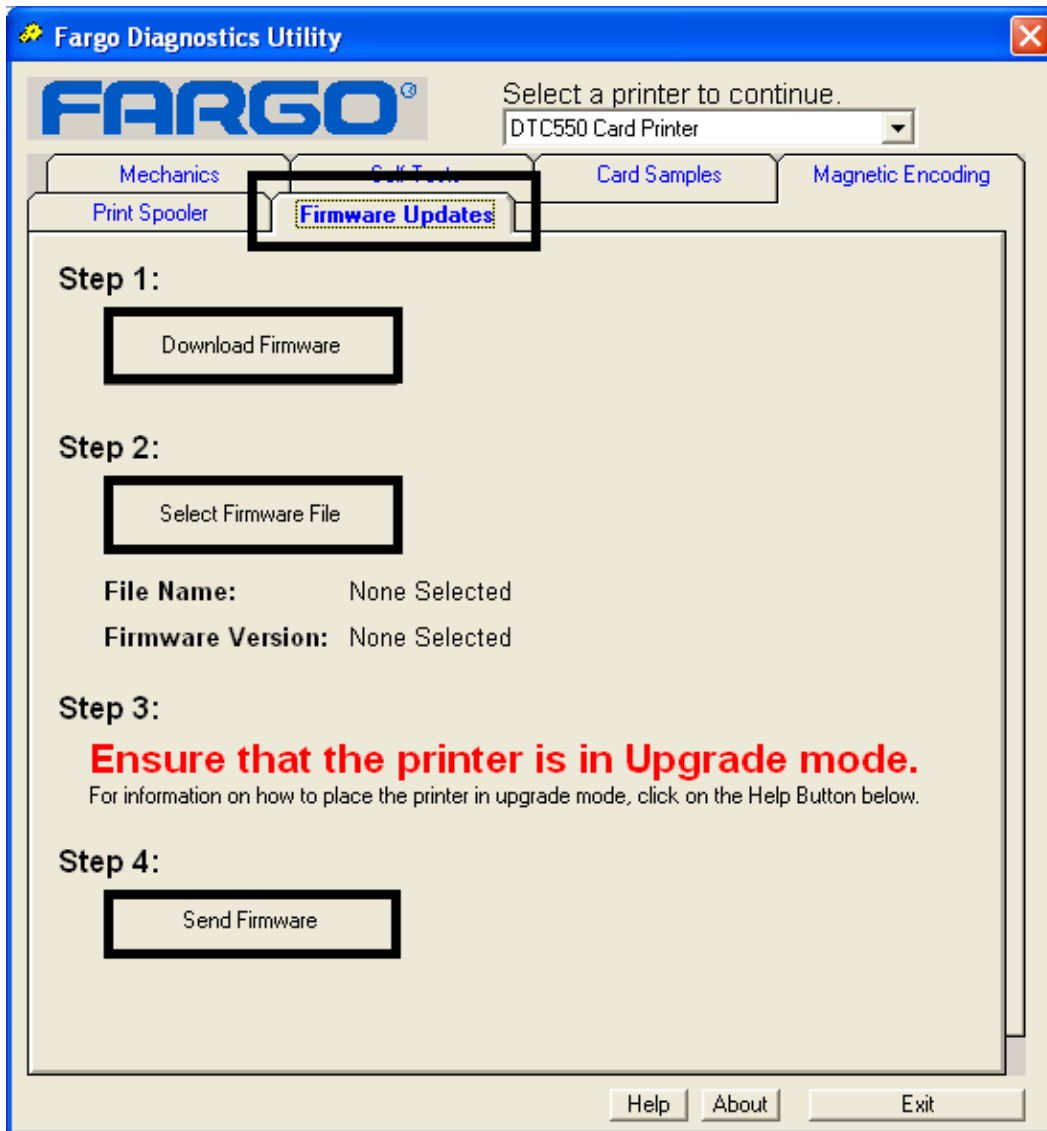 Fargo Diagnostics Utility
FARGO®
Select a printer to continue.
DTC550 Card Printer
Mechanics
Card Samples
Magnetic Encoding
Print Spooler
Firmware Updates
Step 1:
Download Firmware
Step 2:
Select Firmware File
File Name: None Selected
Firmware Version: None Selected
Step 3:
Ensure that the printer is in Upgrade mode.
For information on how to place the printer in upgrade mode, click on the Help Button below.
Step 4:
Send Firmware
Help About Exit